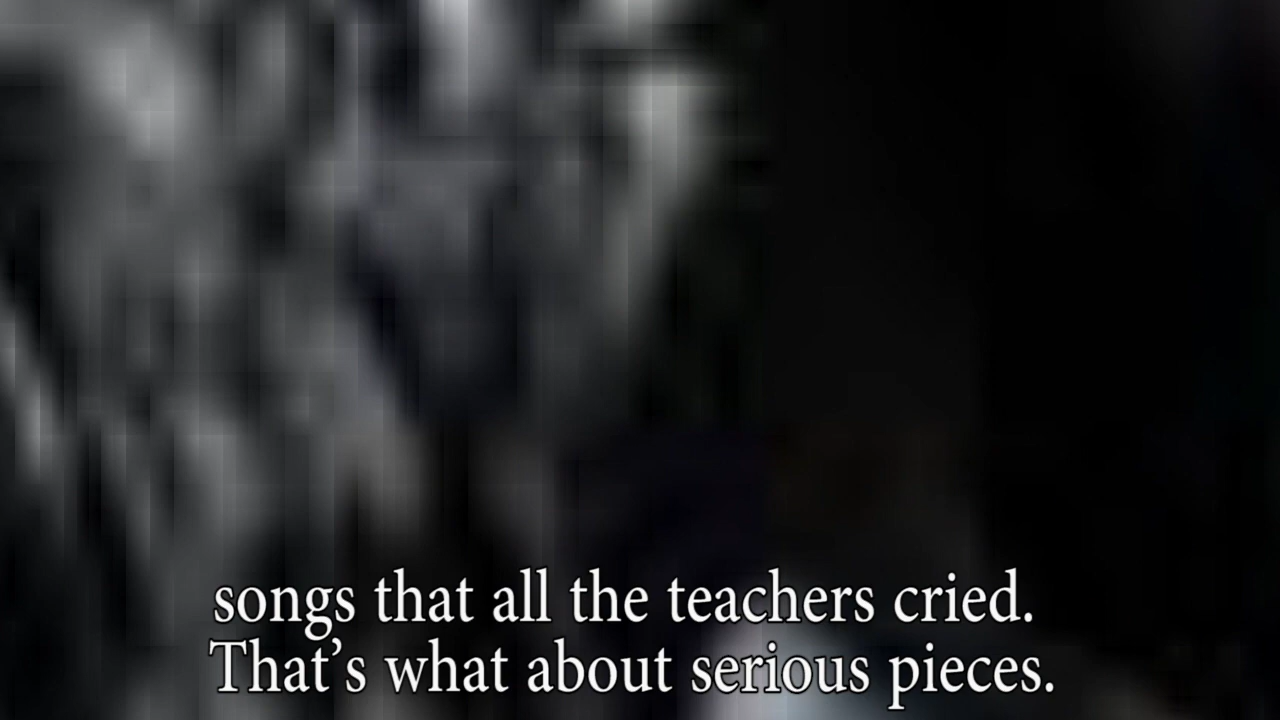 songs that all the teachers cried.
That’s what about serious pieces.